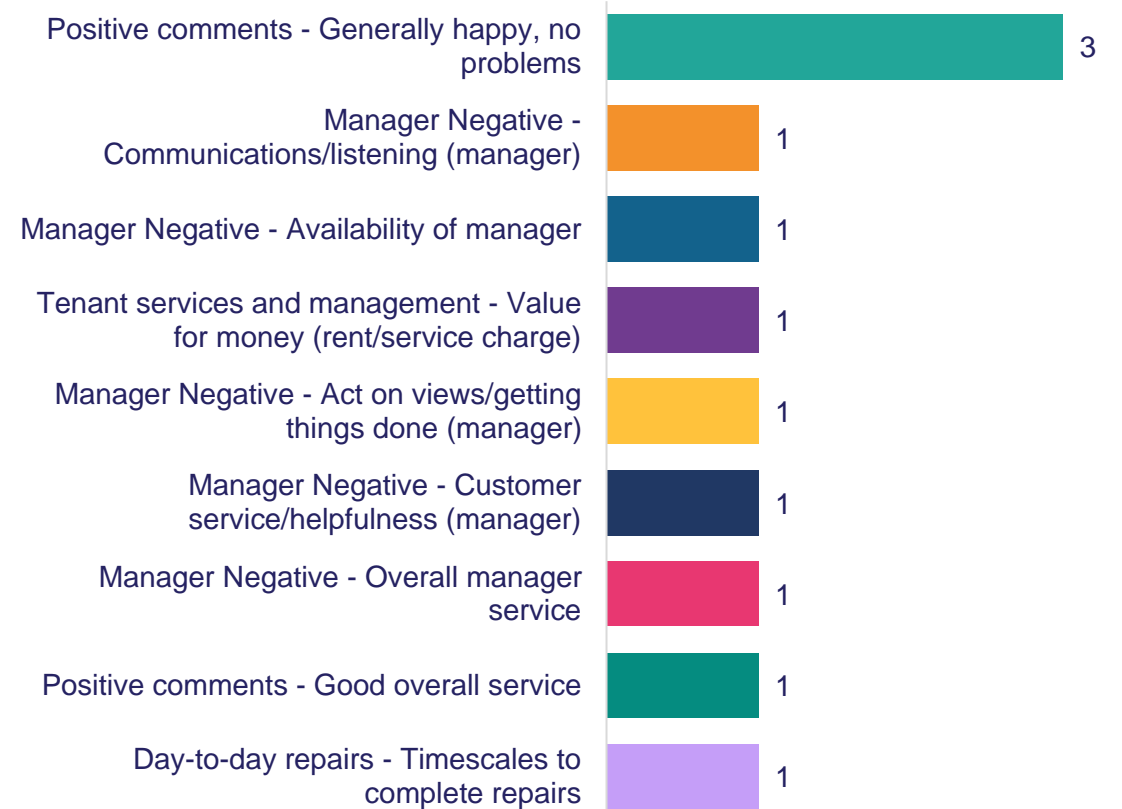 Positive comments - Generally happy, no
problems
3
Manager Negative -
Communications/listening (manager)
1
Manager Negative - Availability of manager
1
Tenant services and management - Value
for money (rent/service charge)
1
Manager Negative - Act on views/getting
things done (manager)
1
Manager Negative - Customer
service/helpfulness (manager)
1
Manager Negative - Overall manager
service
1
Positive comments - Good overall service
1
Day-to-day repairs - Timescales to
complete repairs
1